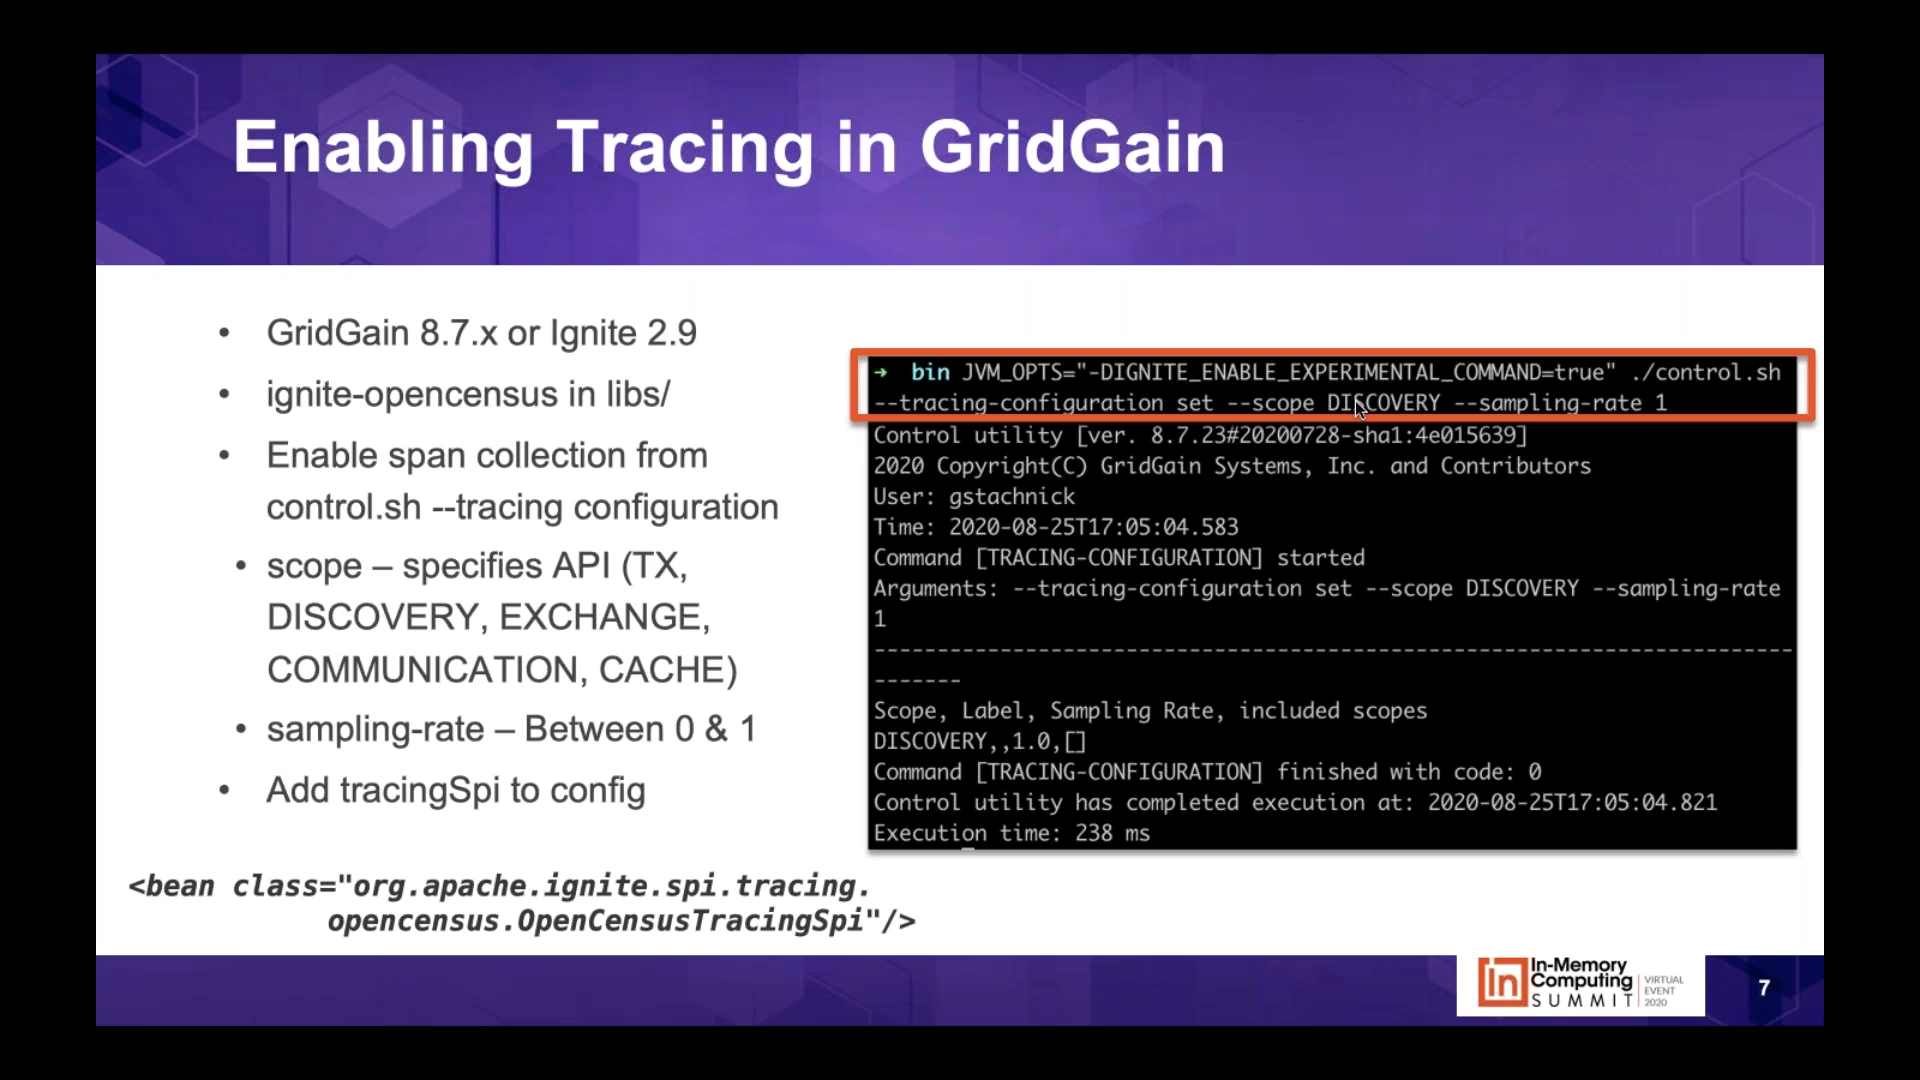 Enabling Tracing in GridGain
• GridGain 8.7.x or Ignite 2.9
• ignite-opencensus in libs/
• Enable span collection from
control.sh --tracing configuration
• scope – specifies API (TX,
DISCOVERY, EXCHANGE,
COMMUNICATION, CACHE)
• sampling-rate – Between 0 & 1
• Add tracingSpi to config
<bean class="org.apache.ignite.spi.tracing.
opencensus.OpenCensusTracingSpi"/>
→ bin JVM_OPTS="-DIGNITE_ENABLE_EXPERIMENTAL_COMMAND=true" ./control.sh
--tracing-configuration set --scope DISCOVERY --sampling-rate 1
Control utility [ver. 8.7.23#20200728-sha1:4e015639]
2020 Copyright(C) GridGain Systems, Inc. and Contributors
User: gstachnick
Time: 2020-08-25T17:05:04.583
Command [TRACING-CONFIGURATION] started
Arguments: --tracing-configuration set --scope DISCOVERY --sampling-rate
1
-------------------------------------------------------------------------
-------
Scope, Label, Sampling Rate, included scopes
DISCOVERY,,1.0,[]
Command [TRACING-CONFIGURATION] finished with code: 0
Control utility has completed execution at: 2020-08-25T17:05:04.821
Execution time: 238 ms
In
In-Memory
Computing
SUMMIT
VIRTUAL
EVENT
2020
7